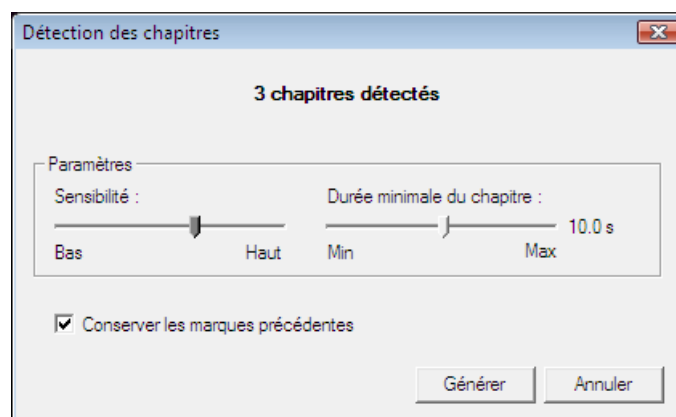 Détection des chapitres
3 chapitres détectés
Paramètres
Sensibilité :
Durée minimale du chapitre :
10.0 s
Bas
Haut
Min
Max
Conserver les marques précédentes
Générer
Annuler